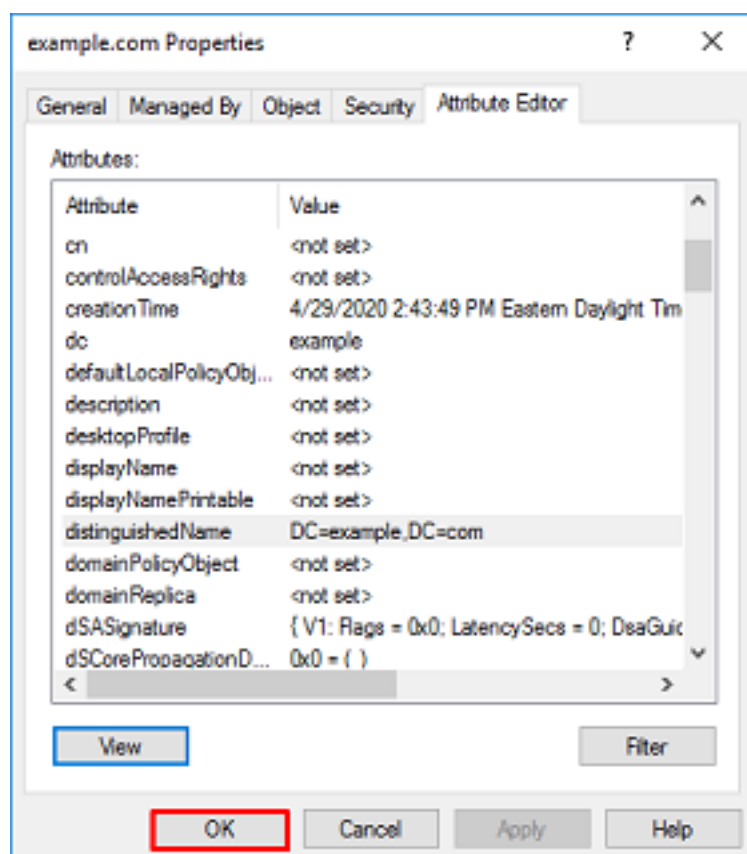 example.com Properties ? ×
General Managed By Object Security Attribute Editor
Attributes:
Attribute Value
cn <not set>
controlAccessRights <not set>
creationTime 4/29/2020 2:43:49 PM Eastern Daylight Tim
dc example
defaultLocalPolicyObj... <not set>
description <not set>
desktopProfile <not set>
displayName <not set>
displayNamePrintable <not set>
distinguishedName DC=example,DC=com
domainPolicyObject <not set>
domainReplica <not set>
dSASignature { V1: Flags = 0x0; LatencySecs = 0; DsaGuid
dSCorePropagationD... 0x0 = ( )
View Filter
OK Cancel Apply Help